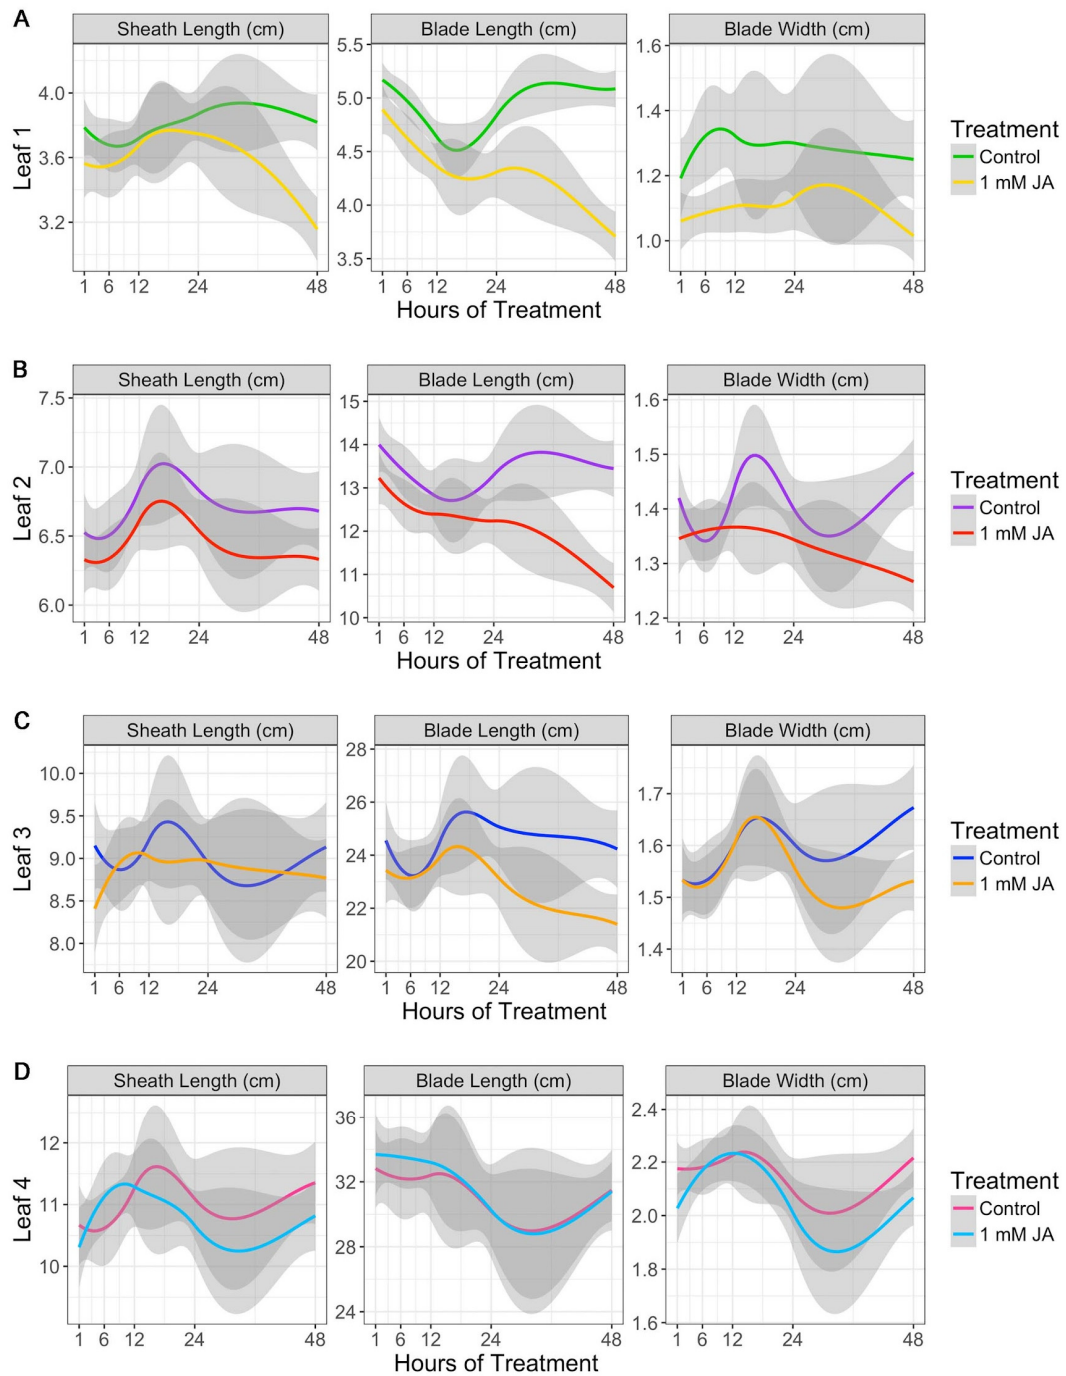 A
Sheath Length (cm)
Blade Length (cm)
Blade Width (cm)
Leaf 1
4.0
3.6
3.2
5.5
5.0
4.5
4.0
3.5
1.6
1.4
1.2
1.0
1 6 12 24 48
1 6 12 24 48
1 6 12 24 48
Hours of Treatment
Treatment
Control
1 mM JA
B
Sheath Length (cm)
Blade Length (cm)
Blade Width (cm)
Leaf 2
7.5
7.0
6.5
6.0
15
14
13
12
11
10
1.6
1.5
1.4
1.3
1.2
1 6 12 24 48
1 6 12 24 48
1 6 12 24 48
Hours of Treatment
Treatment
Control
1 mM JA
C
Sheath Length (cm)
Blade Length (cm)
Blade Width (cm)
Leaf 3
10.0
9.5
9.0
8.5
8.0
28
26
24
22
20
1.7
1.6
1.5
1.4
1 6 12 24 48
1 6 12 24 48
1 6 12 24 48
Hours of Treatment
Treatment
Control
1 mM JA
D
Sheath Length (cm)
Blade Length (cm)
Blade Width (cm)
Leaf 4
12
11
10
36
32
28
24
2.4
2.2
2.0
1.8
1.6
1 6 12 24 48
1 6 12 24 48
1 6 12 24 48
Hours of Treatment
Treatment
Control
1 mM JA